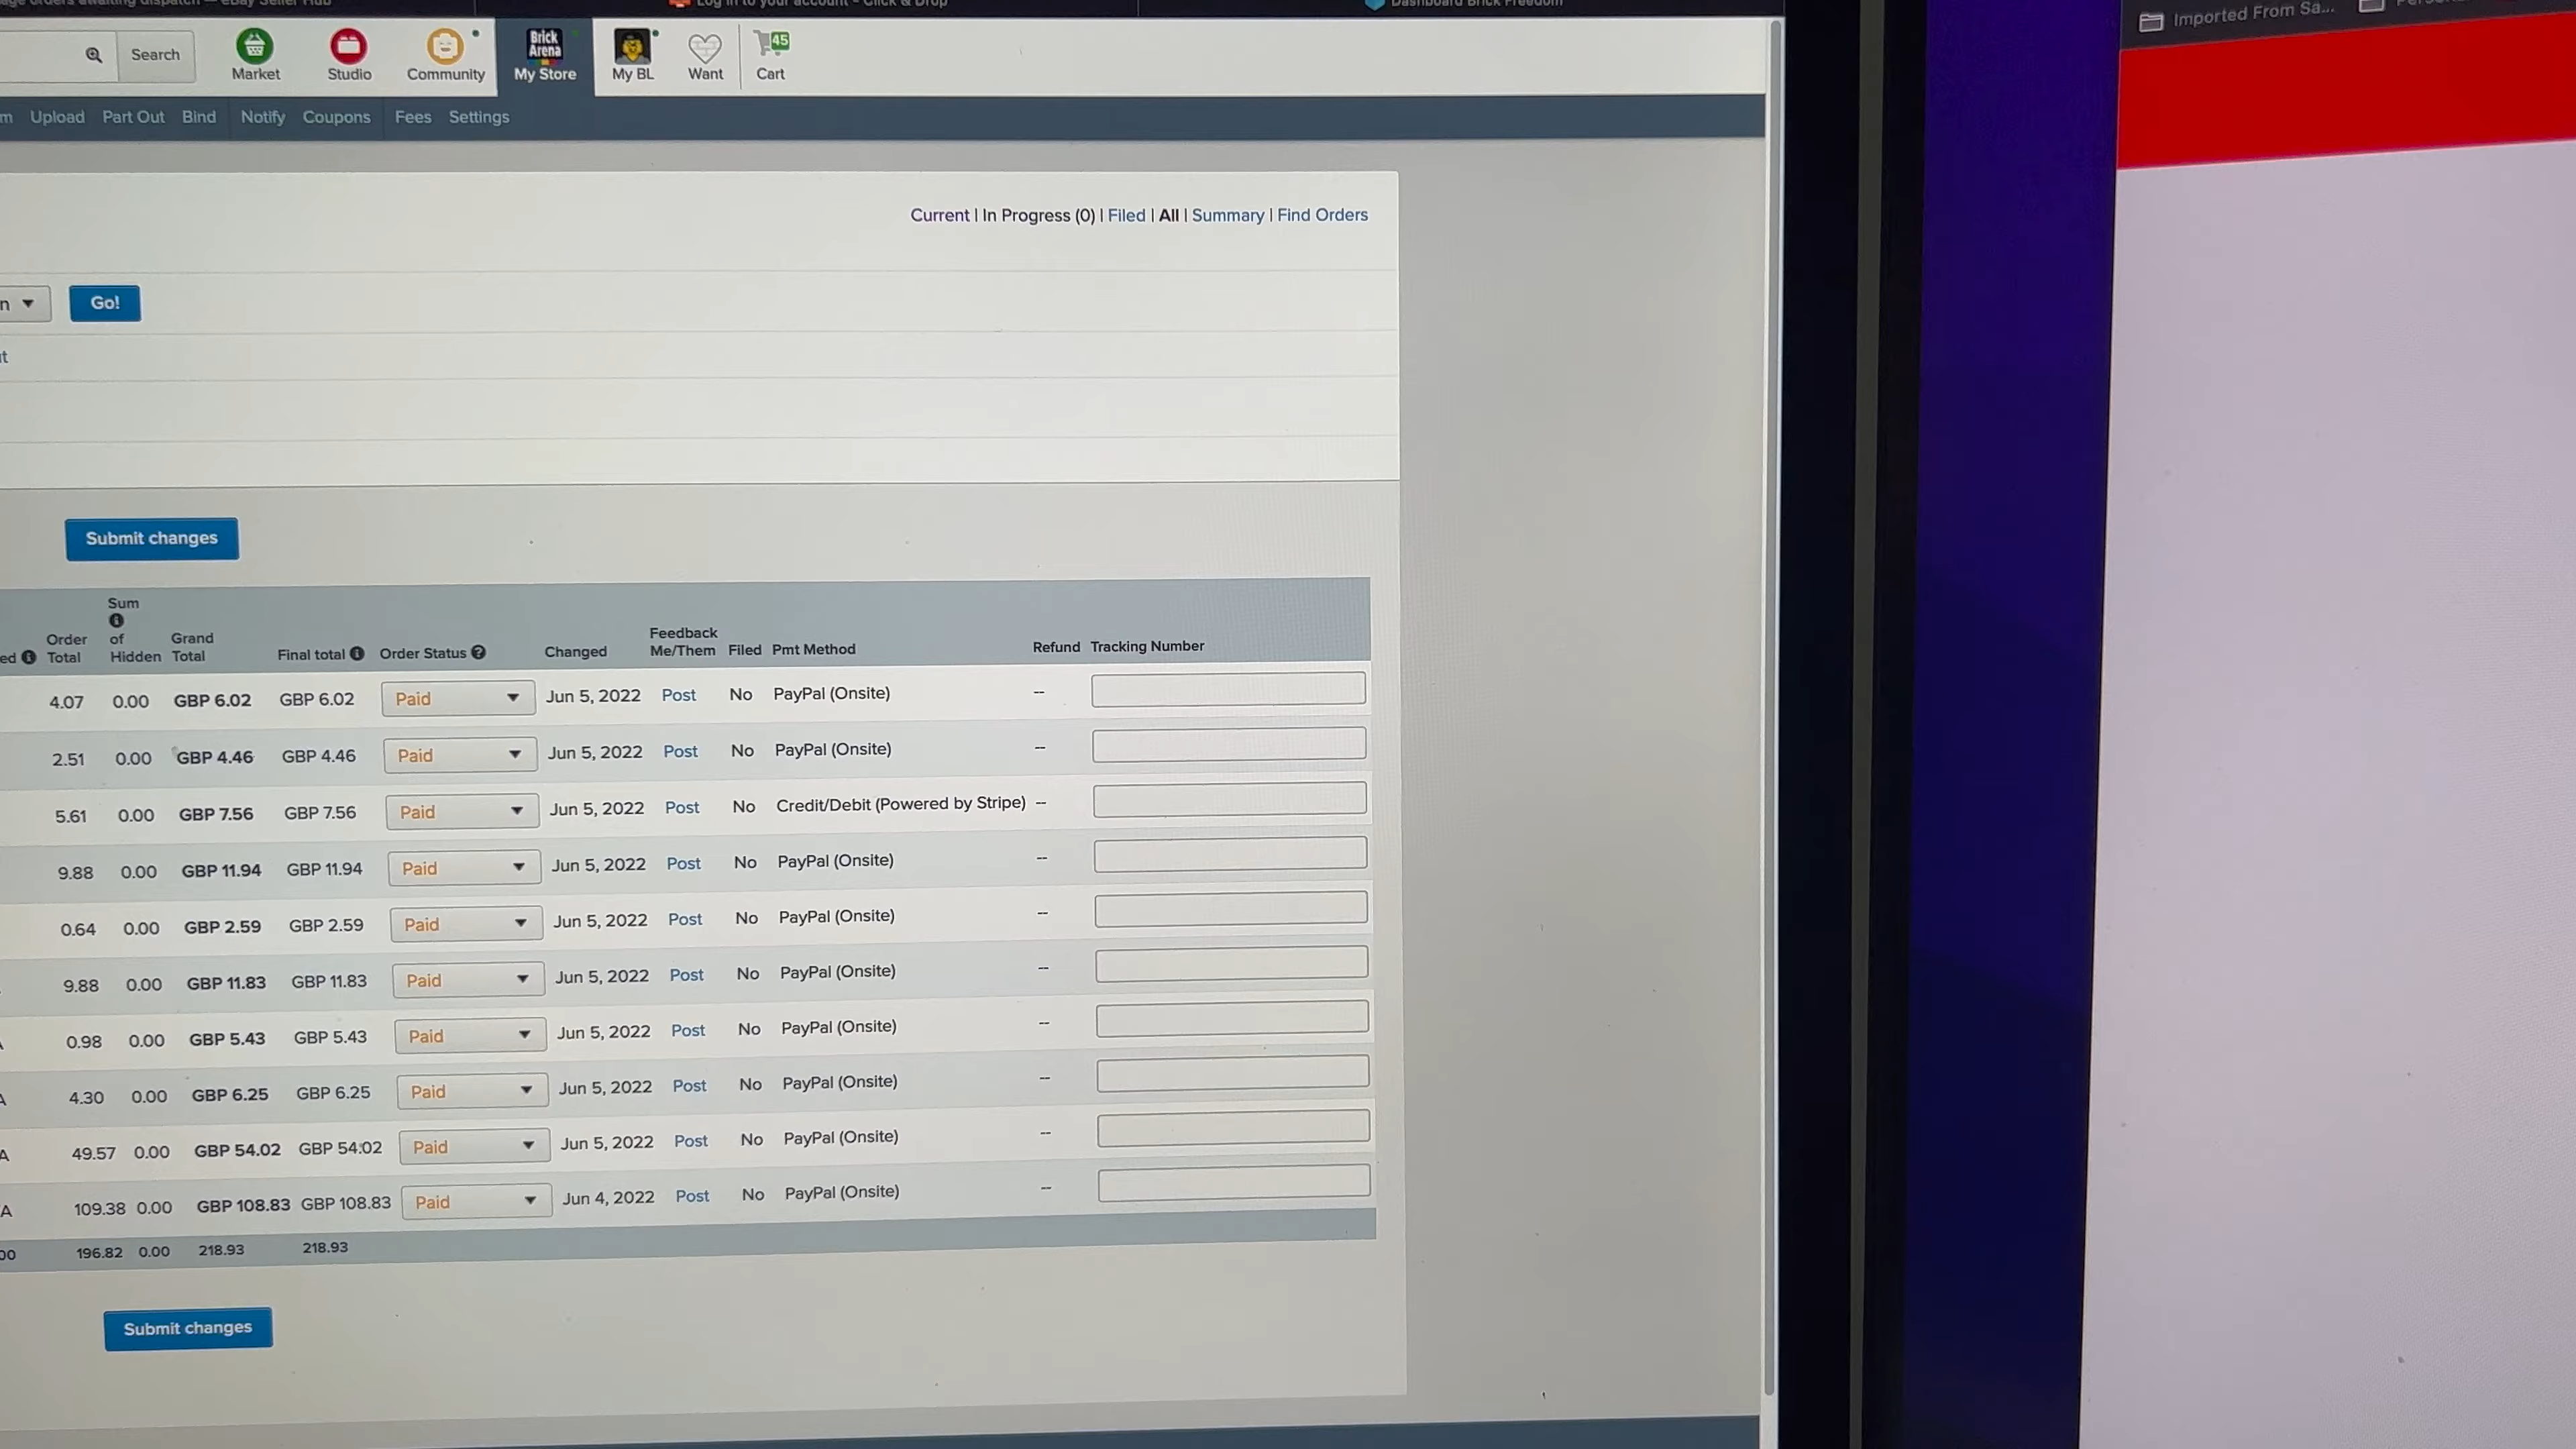 age orders awaiting dispatch — eBay Seller Hub
Log in to your account - Click & Drop
Dashboard Brick Freedom
Imported From Sa...
Search
Market
Studio
Community
Brick
Arena
My Store
My BL
Want
45
Cart
m Upload Part Out Bind Notify Coupons Fees Settings
Current | In Progress (0) | Filed | All | Summary | Find Orders
n Go!
Submit changes
ed Order Total Sum of Hidden Grand Total Final total Order Status Changed Feedback Me/Them Filed Pmt Method Refund Tracking Number
4.07 0.00 GBP 6.02 GBP 6.02 Paid Jun 5, 2022 Post No PayPal (Onsite) --
2.51 0.00 GBP 4.46 GBP 4.46 Paid Jun 5, 2022 Post No PayPal (Onsite) --
5.61 0.00 GBP 7.56 GBP 7.56 Paid Jun 5, 2022 Post No Credit/Debit (Powered by Stripe) --
9.88 0.00 GBP 11.94 GBP 11.94 Paid Jun 5, 2022 Post No PayPal (Onsite) --
0.64 0.00 GBP 2.59 GBP 2.59 Paid Jun 5, 2022 Post No PayPal (Onsite) --
9.88 0.00 GBP 11.83 GBP 11.83 Paid Jun 5, 2022 Post No PayPal (Onsite) --
0.98 0.00 GBP 5.43 GBP 5.43 Paid Jun 5, 2022 Post No PayPal (Onsite) --
4.30 0.00 GBP 6.25 GBP 6.25 Paid Jun 5, 2022 Post No PayPal (Onsite) --
A 49.57 0.00 GBP 54.02 GBP 54.02 Paid Jun 5, 2022 Post No PayPal (Onsite) --
A 109.38 0.00 GBP 108.83 GBP 108.83 Paid Jun 4, 2022 Post No PayPal (Onsite) --
00 196.82 0.00 218.93 218.93
Submit changes